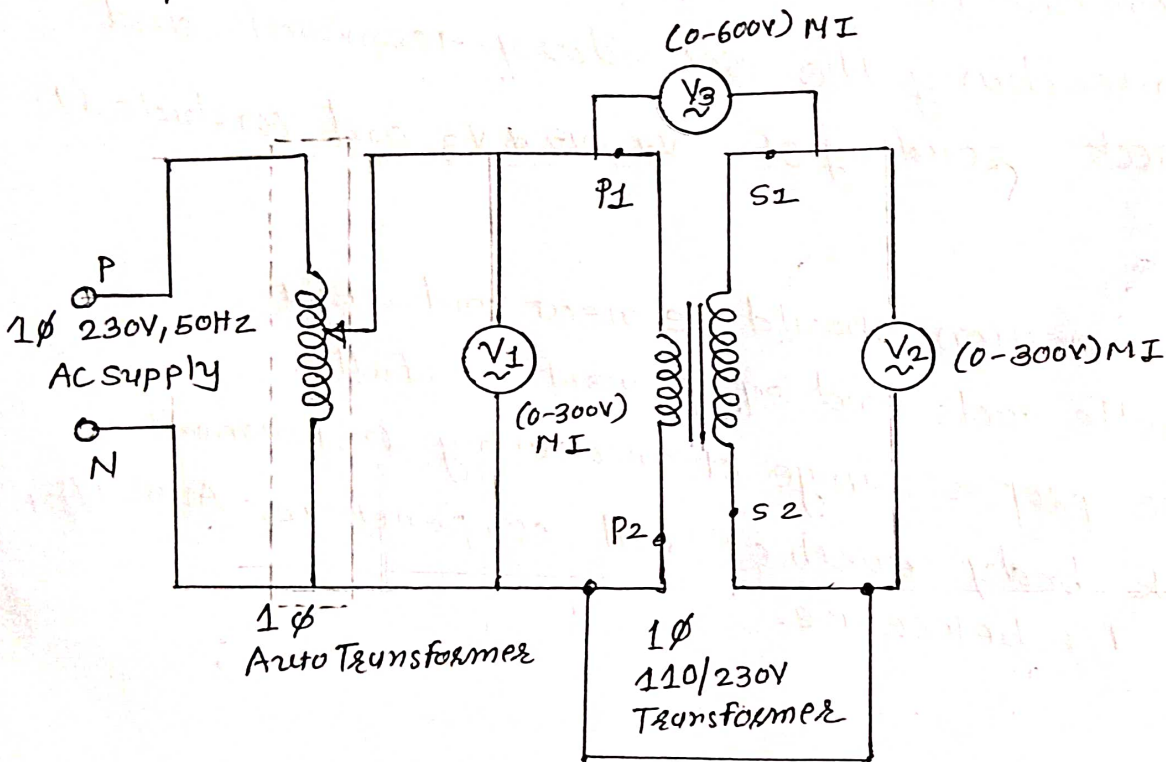 (0-600V) MI
V3
P1
S1
P
1φ 230V, 50HZ
AC Supply
N
V1
(0-300V)
MI
V2
(0-300V) MI
P2
S2
1φ
Auto Transformer
1φ
110/230V
Transformer